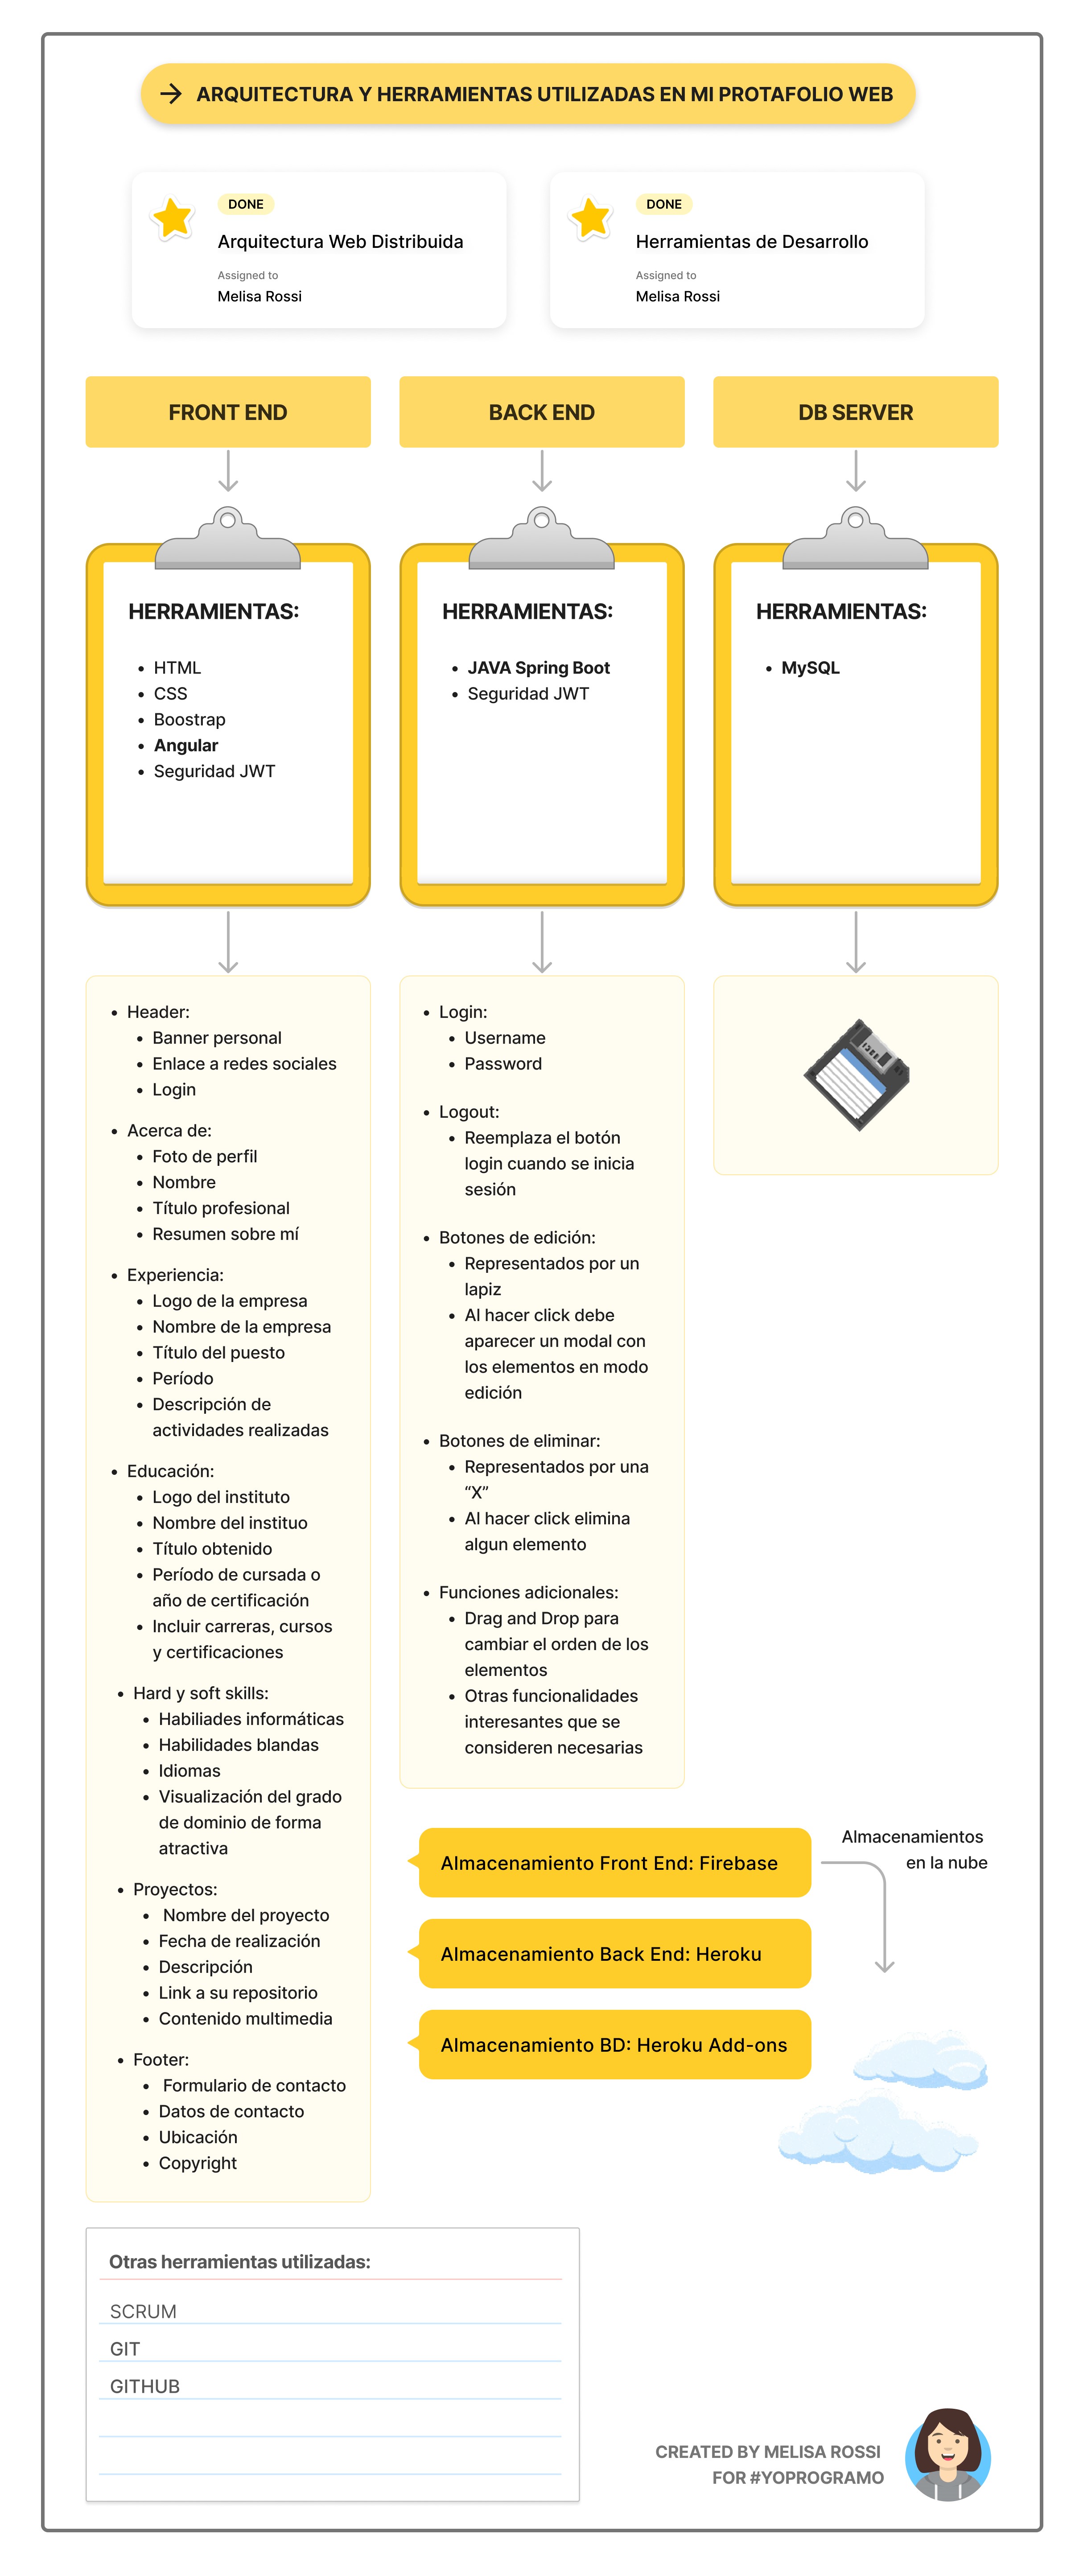 → ARQUITECTURA Y HERRAMIENTAS UTILIZADAS EN MI PROTAFOLIO WEB
DONE
Arquitectura Web Distribuida
Assigned to
Melisa Rossi
DONE
Herramientas de Desarrollo
Assigned to
Melisa Rossi
FRONT END
BACK END
DB SERVER
HERRAMIENTAS:
• HTML
• CSS
• Boostrap
• Angular
• Seguridad JWT
HERRAMIENTAS:
• JAVA Spring Boot
• Seguridad JWT
HERRAMIENTAS:
• MySQL
• Header:
• Banner personal
• Enlace a redes sociales
• Login
• Acerca de:
• Foto de perfil
• Nombre
• Título profesional
• Resumen sobre mí
• Experiencia:
• Logo de la empresa
• Nombre de la empresa
• Título del puesto
• Período
• Descripción de
actividades realizadas
• Educación:
• Logo del instituto
• Nombre del instituo
• Título obtenido
• Período de cursada o
año de certificación
• Incluir carreras, cursos
y certificaciones
• Hard y soft skills:
• Habiliades informáticas
• Habilidades blandas
• Idiomas
• Visualización del grado
de dominio de forma
atractiva
• Proyectos:
• Nombre del proyecto
• Fecha de realización
• Descripción
• Link a su repositorio
• Contenido multimedia
• Footer:
• Formulario de contacto
• Datos de contacto
• Ubicación
• Copyright
• Login:
• Username
• Password
• Logout:
• Reemplaza el botón
login cuando se inicia
sesión
• Botones de edición:
• Representados por un
lapiz
• Al hacer click debe
aparecer un modal con
los elementos en modo
edición
• Botones de eliminar:
• Representados por una
“X”
• Al hacer click elimina
algun elemento
• Funciones adicionales:
• Drag and Drop para
cambiar el orden de los
elementos
• Otras funcionalidades
interesantes que se
consideren necesarias
Almacenamiento Front End: Firebase
Almacenamiento Back End: Heroku
Almacenamiento BD: Heroku Add-ons
Almacenamientos
en la nube
Otras herramientas utilizadas:
SCRUM
GIT
GITHUB
CREATED BY MELISA ROSSI
FOR #YOPROGRAMO